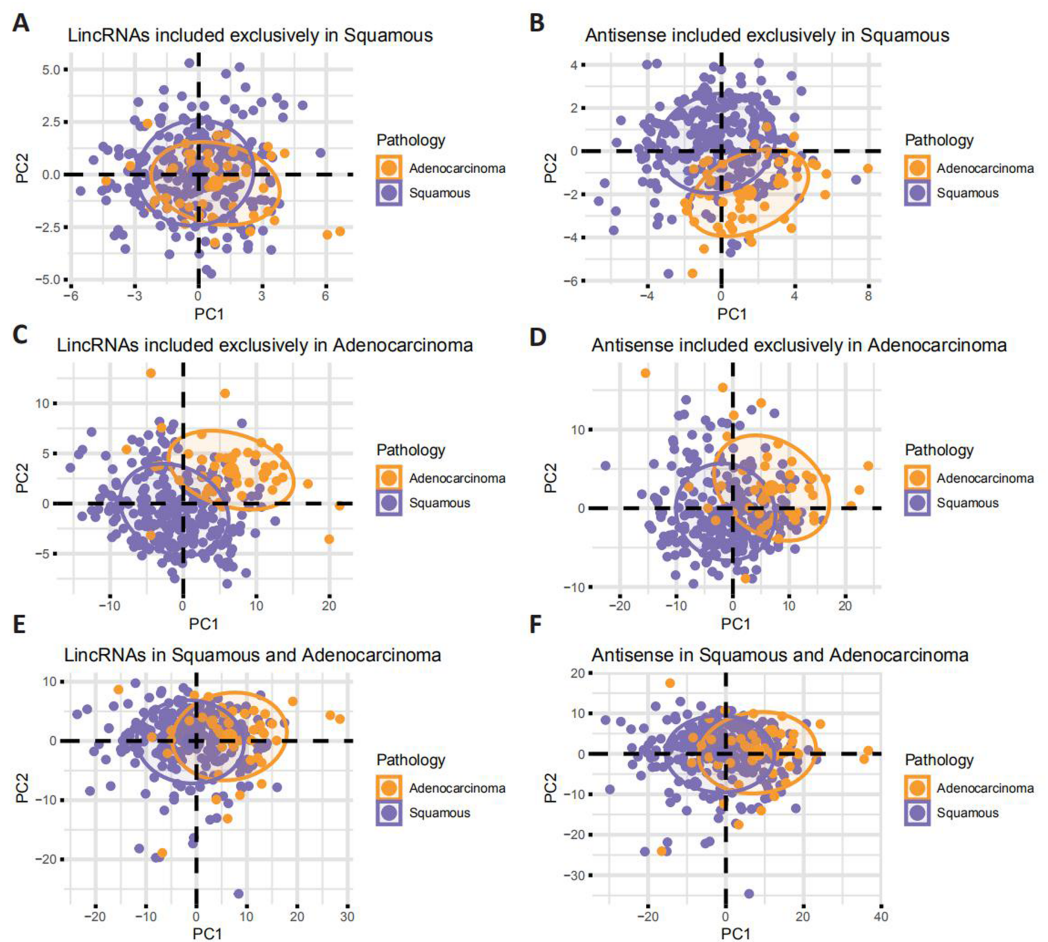 A
LincRNAs included exclusively in Squamous
5.0
2.5
0.0
−2.5
−5.0
PC2
−6
−3
0
3
6
PC1
Pathology
Adenocarcinoma
Squamous
B
Antisense included exclusively in Squamous
4
2
0
−2
−4
−6
PC2
−4
0
4
8
PC1
Pathology
Adenocarcinoma
Squamous
C
LincRNAs included exclusively in Adenocarcinoma
10
5
0
−5
PC2
−10
0
10
20
PC1
Pathology
Adenocarcinoma
Squamous
D
Antisense included exclusively in Adenocarcinoma
10
0
−10
PC2
−20
−10
0
10
20
PC1
Pathology
Adenocarcinoma
Squamous
E
LincRNAs in Squamous and Adenocarcinoma
10
0
−10
−20
PC2
−20
−10
0
10
20
30
PC1
Pathology
Adenocarcinoma
Squamous
F
Antisense in Squamous and Adenocarcinoma
20
10
0
−10
−20
−30
PC2
−20
0
20
40
PC1
Pathology
Adenocarcinoma
Squamous